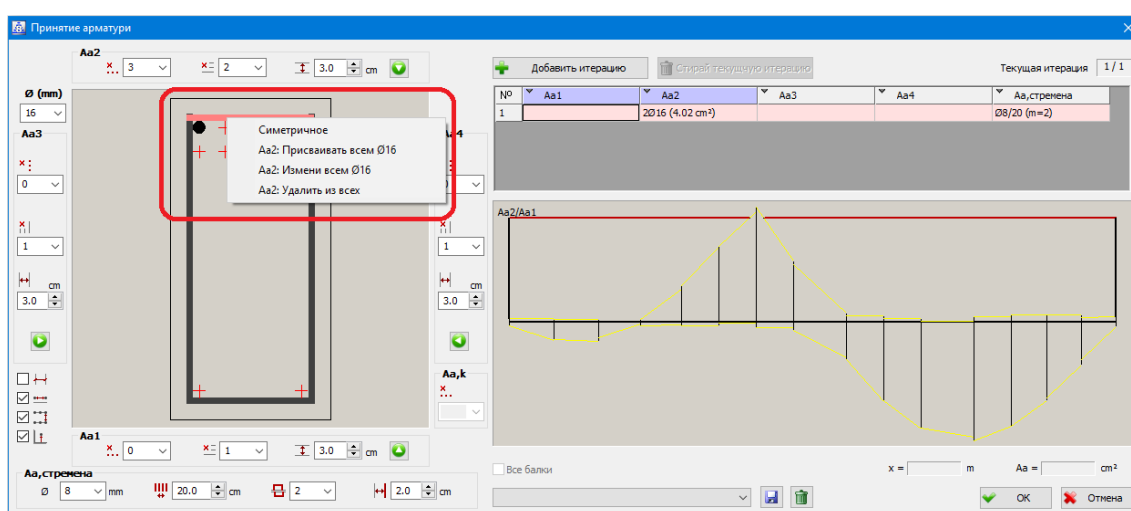 Принятие арматури
Aa2
3
2
3.0
cm
Добавить итерацию
Стирай текущую итерацию
Текущая итерация
1/1
Ø (mm)
16
№
Aa1
Aa2
Aa3
Aa4
Aa,стремена
1
2Ø16 (4.02 cm²)
Ø8/20 (m=2)
Симетричное
Aa2: Присваивать всем Ø16
Aa2: Измени всем Ø16
Aa2: Удалить из всех
Aa3
0
1
cm
3.0
1
cm
3.0
Aa2/Aa1
Aa,k
Aa1
0
1
3.0
cm
Aa,стремена
Ø
8
mm
20.0
cm
2
2.0
cm
Все балки
x =
m
Aa =
cm²
OK
Отмена